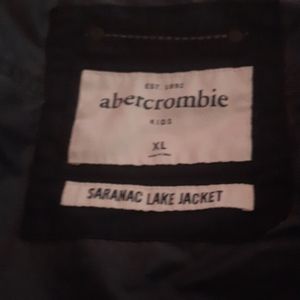 EST 1892
abercrombie
KIDS
XL
SARANAC LAKE JACKET